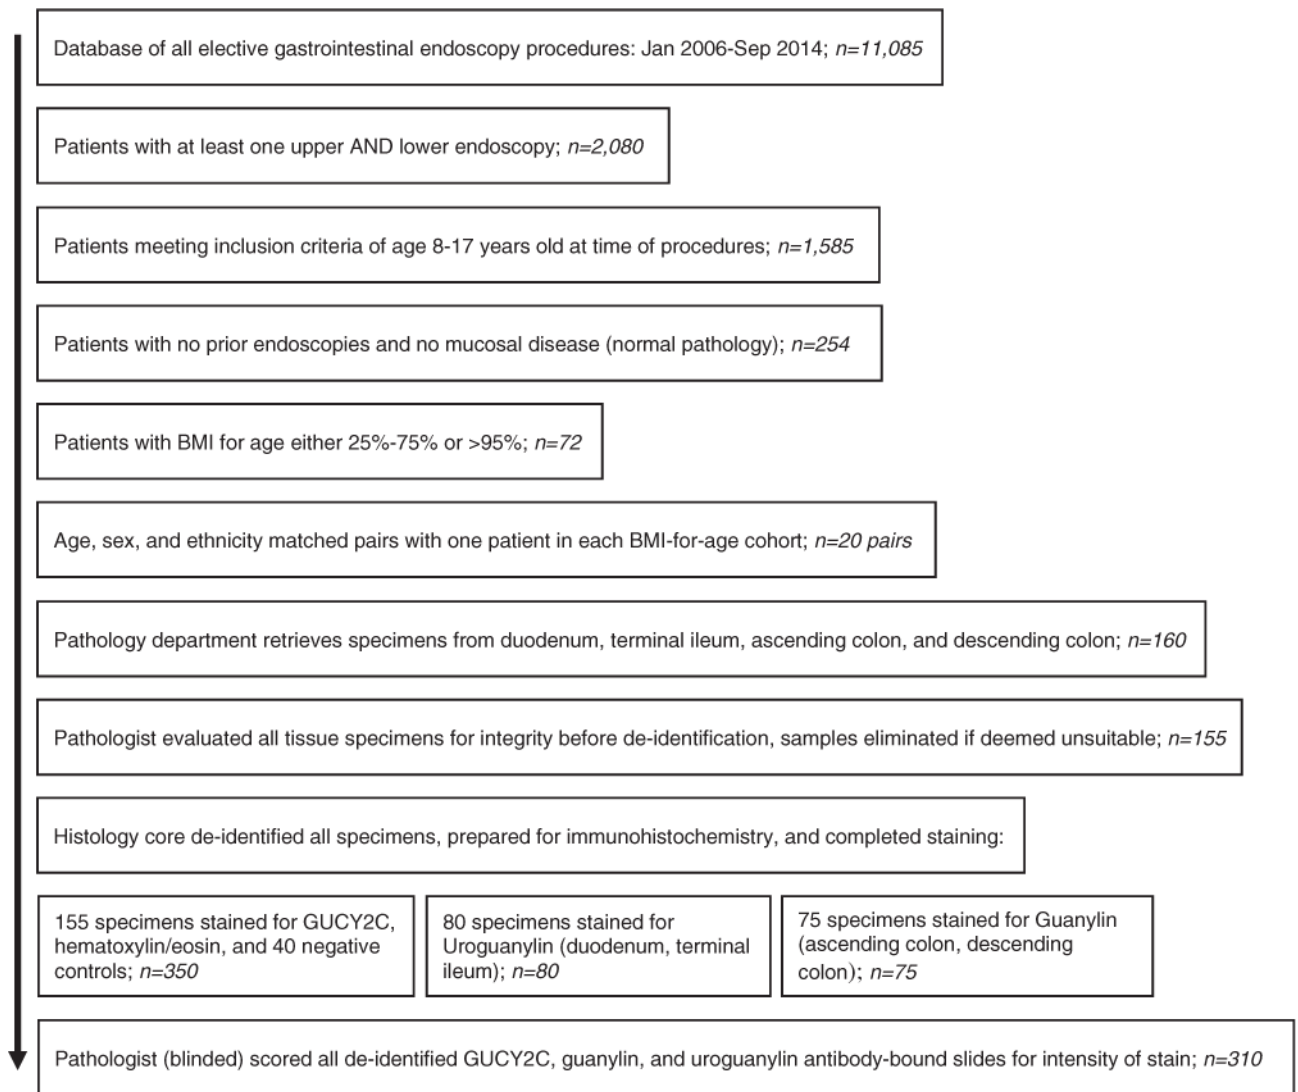 Database of all elective gastrointestinal endoscopy procedures: Jan 2006-Sep 2014; n=11,085
Patients with at least one upper AND lower endoscopy; n=2,080
Patients meeting inclusion criteria of age 8-17 years old at time of procedures; n=1,585
Patients with no prior endoscopies and no mucosal disease (normal pathology); n=254
Patients with BMI for age either 25%-75% or >95%; n=72
Age, sex, and ethnicity matched pairs with one patient in each BMI-for-age cohort; n=20 pairs
Pathology department retrieves specimens from duodenum, terminal ileum, ascending colon, and descending colon; n=160
Pathologist evaluated all tissue specimens for integrity before de-identification, samples eliminated if deemed unsuitable; n=155
Histology core de-identified all specimens, prepared for immunohistochemistry, and completed staining:
155 specimens stained for GUCY2C,
hematoxylin/eosin, and 40 negative
controls; n=350
80 specimens stained for
Uroguanylin (duodenum, terminal
ileum); n=80
75 specimens stained for Guanylin
(ascending colon, descending
colon); n=75
Pathologist (blinded) scored all de-identified GUCY2C, guanylin, and uroguanylin antibody-bound slides for intensity of stain; n=310